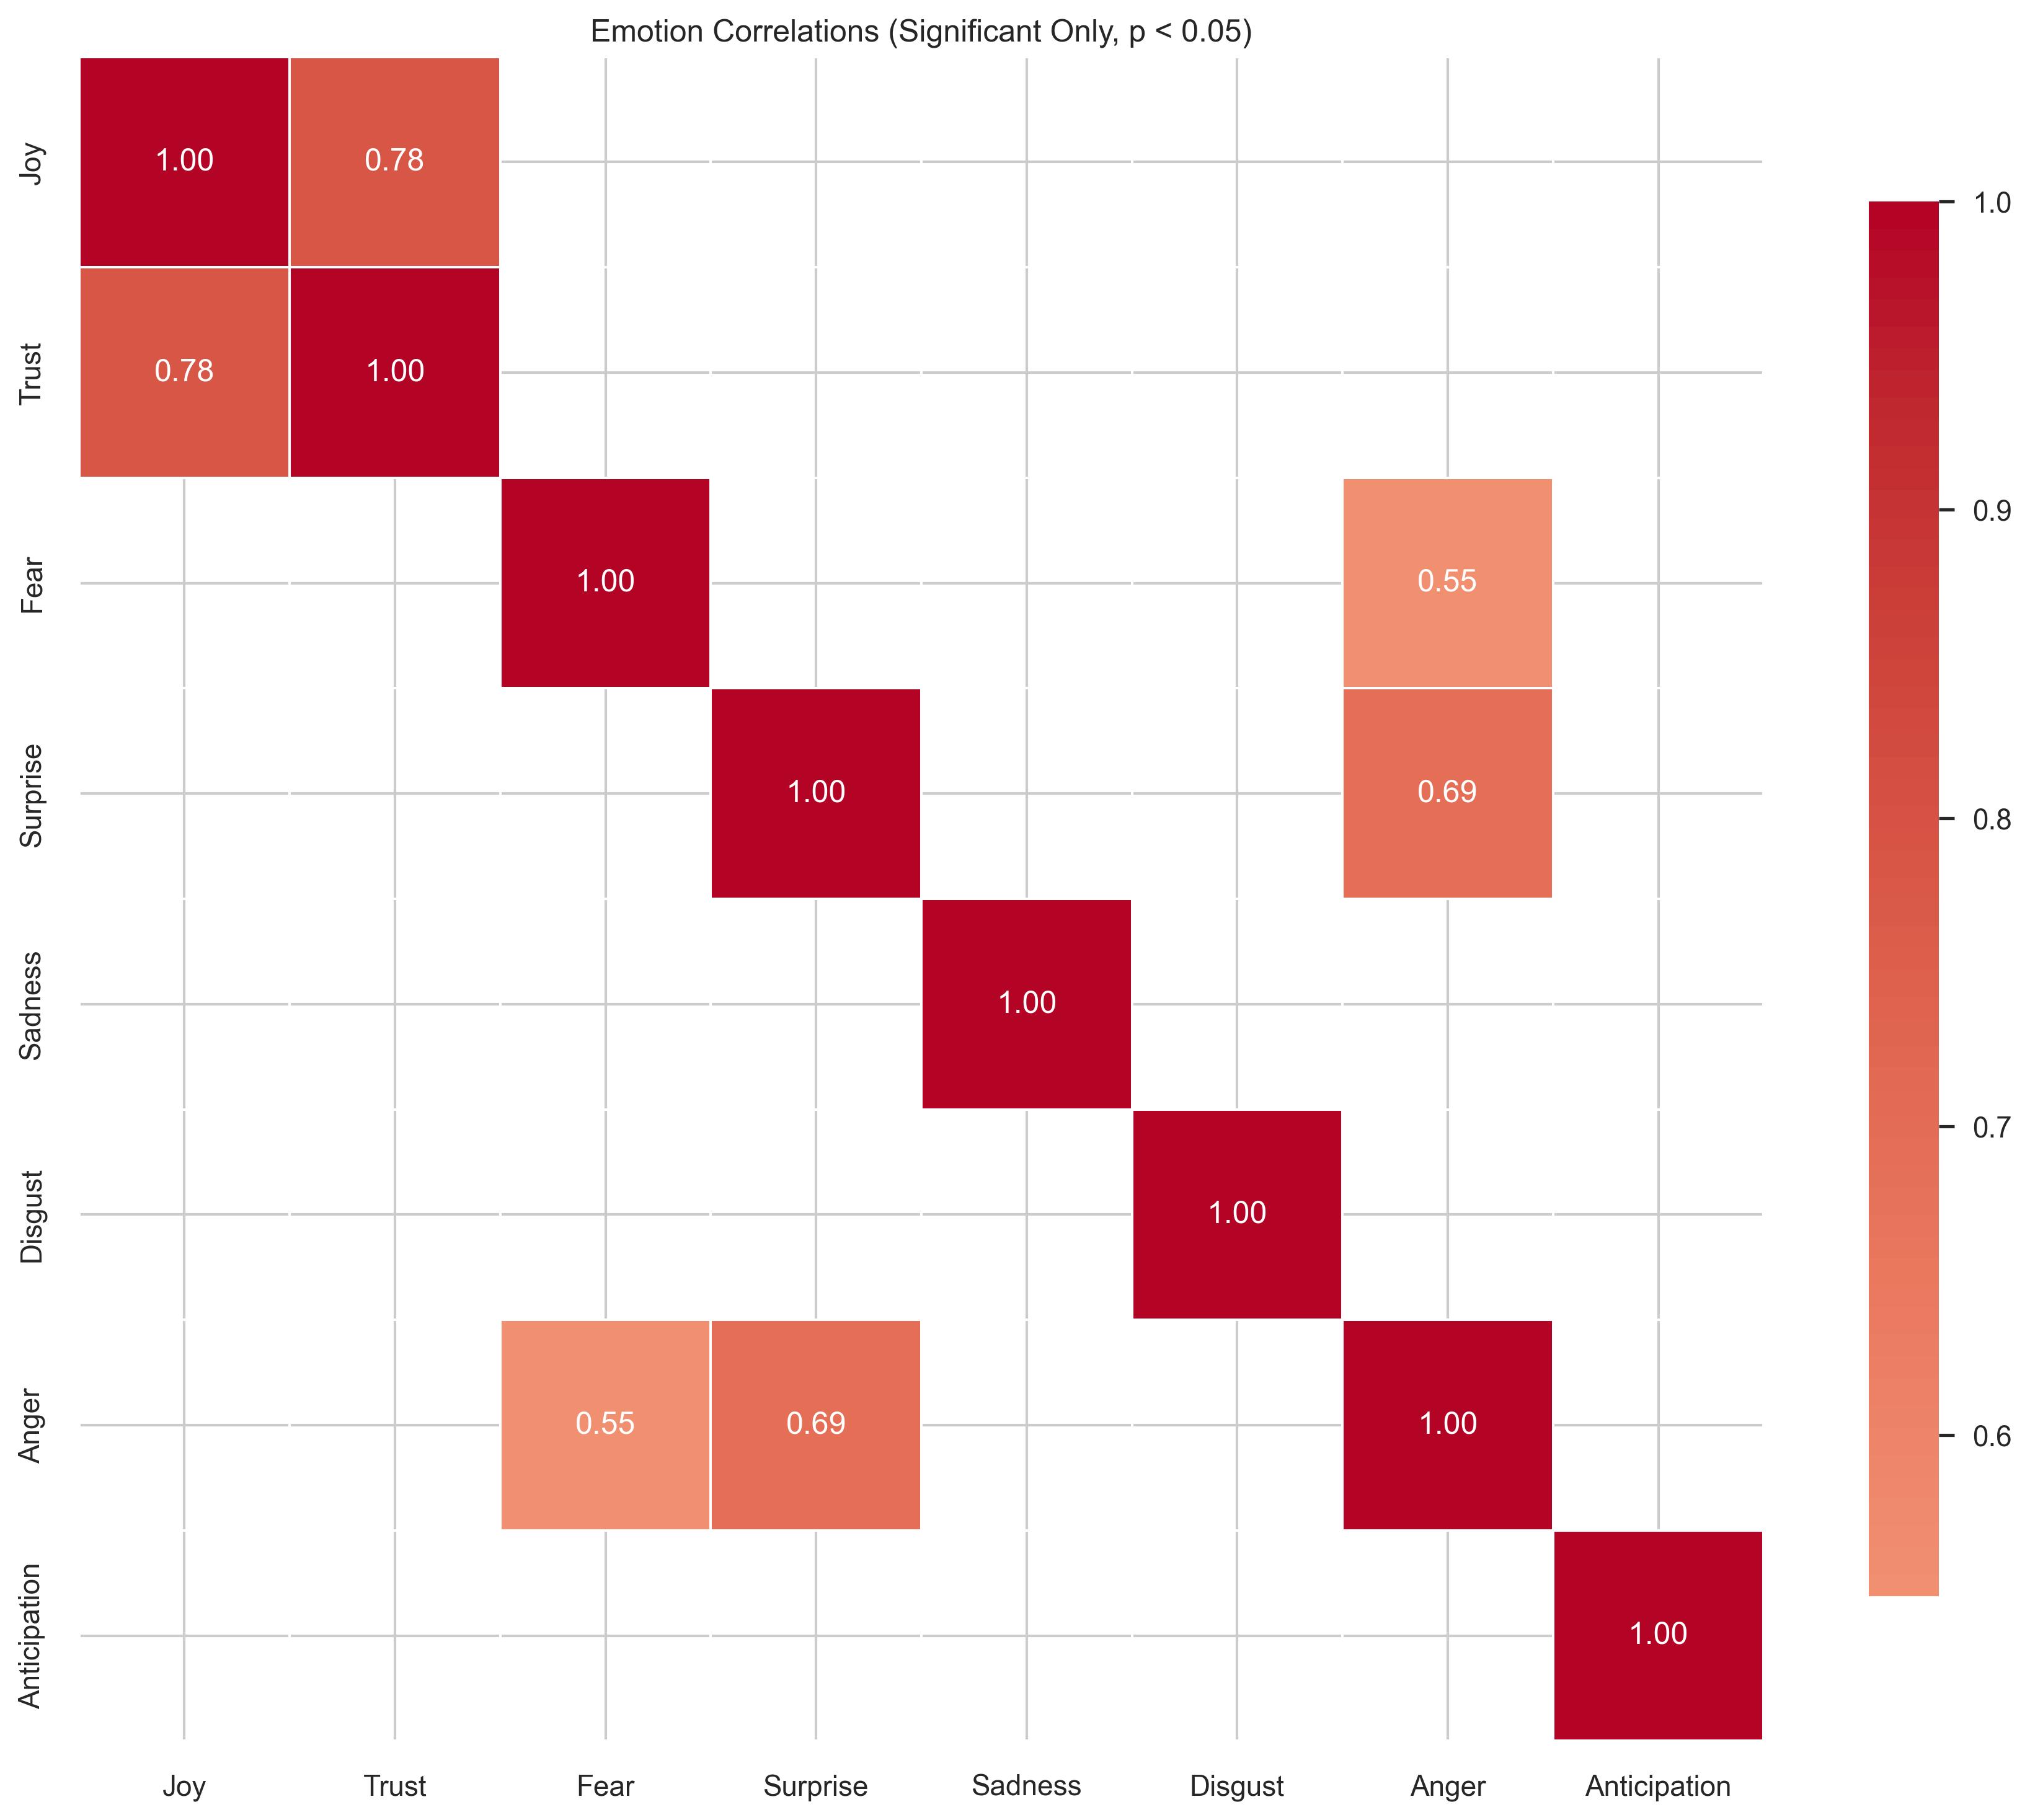 Emotion Correlations (Significant Only, p < 0.05)
Joy
1.00
0.78
Trust
0.78
1.00
Fear
1.00
0.55
Surprise
1.00
0.69
Sadness
1.00
Disgust
1.00
Anger
0.55
0.69
1.00
Anticipation
1.00
Joy
Trust
Fear
Surprise
Sadness
Disgust
Anger
Anticipation
1.0
0.9
0.8
0.7
0.6